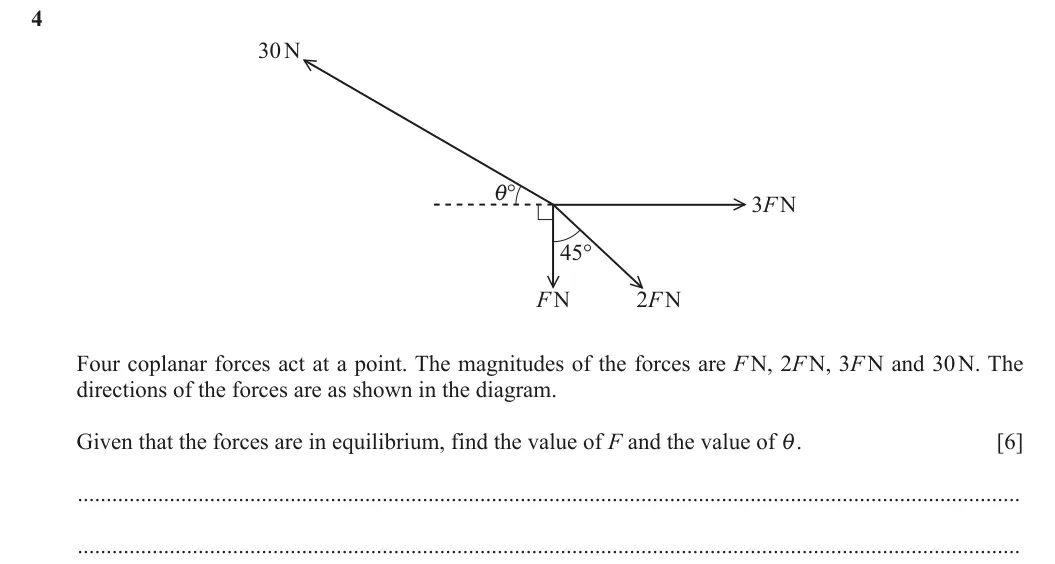 4
30 N
θ°
3F N
45°
F N
2F N
Four coplanar forces act at a point. The magnitudes of the forces are F N, 2F N, 3F N and 30 N. The
directions of the forces are as shown in the diagram.
Given that the forces are in equilibrium, find the value of F and the value of θ. [6]